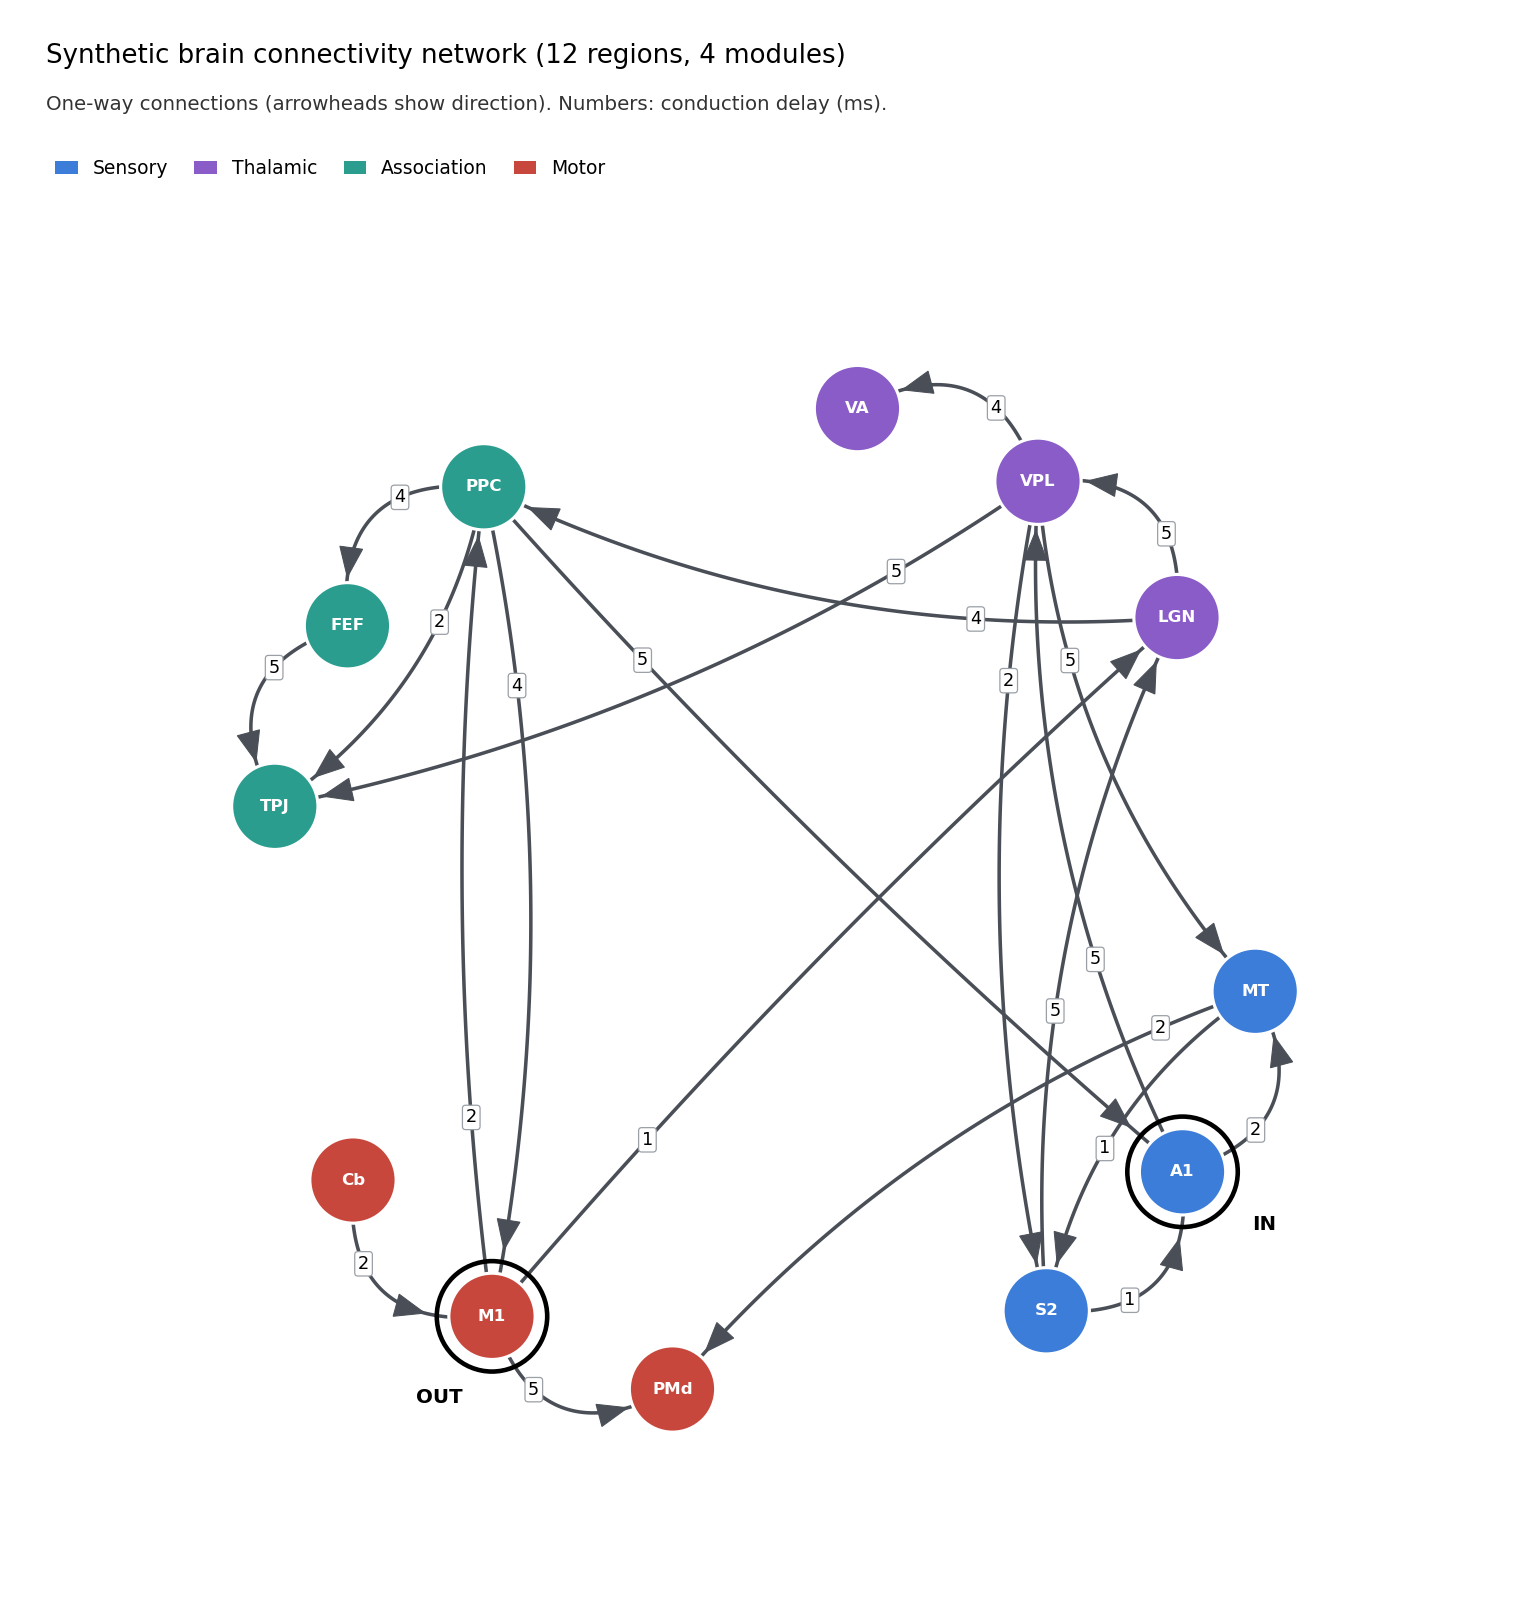 Synthetic brain connectivity network (12 regions, 4 modules)
One-way connections (arrowheads show direction). Numbers: conduction delay (ms).
Sensory Thalamic Association Motor
VA
4
VPL
PPC
4
5
5
LGN
4
FEF
2
5
5
4
2
5
5
TPJ
5
MT
5
2
2
1
1
A1
2
IN
Cb
2
1
S2
M1
OUT
5
PMd